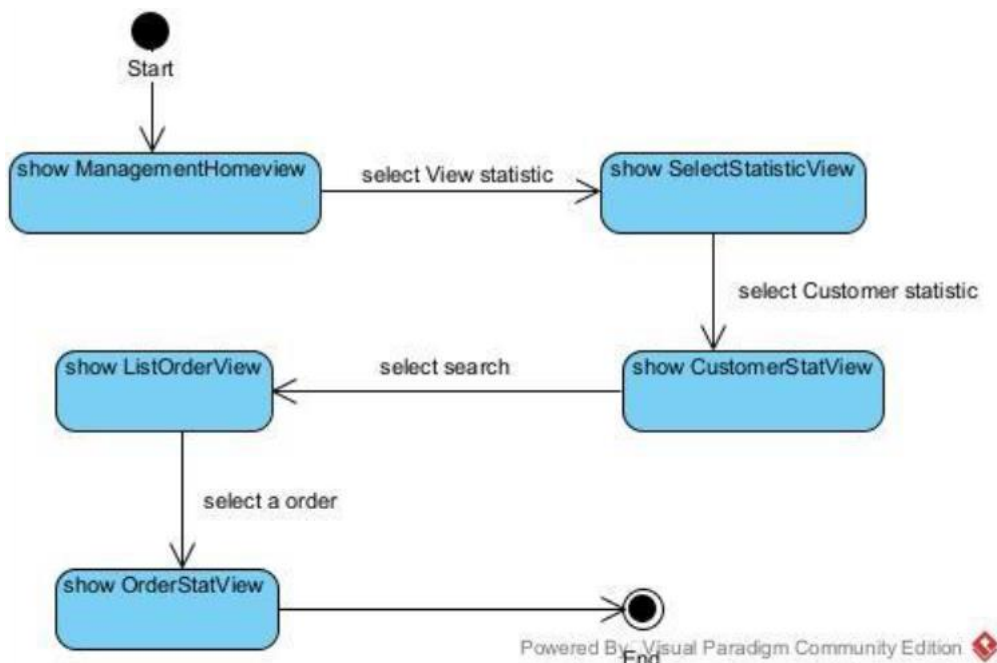 Start
show ManagementHomeview
select View statistic
show SelectStatisticView
select Customer statistic
show ListOrderView
select search
show CustomerStatView
select a order
show OrderStatView
Powered By Visual Paradigm Community Edition
End